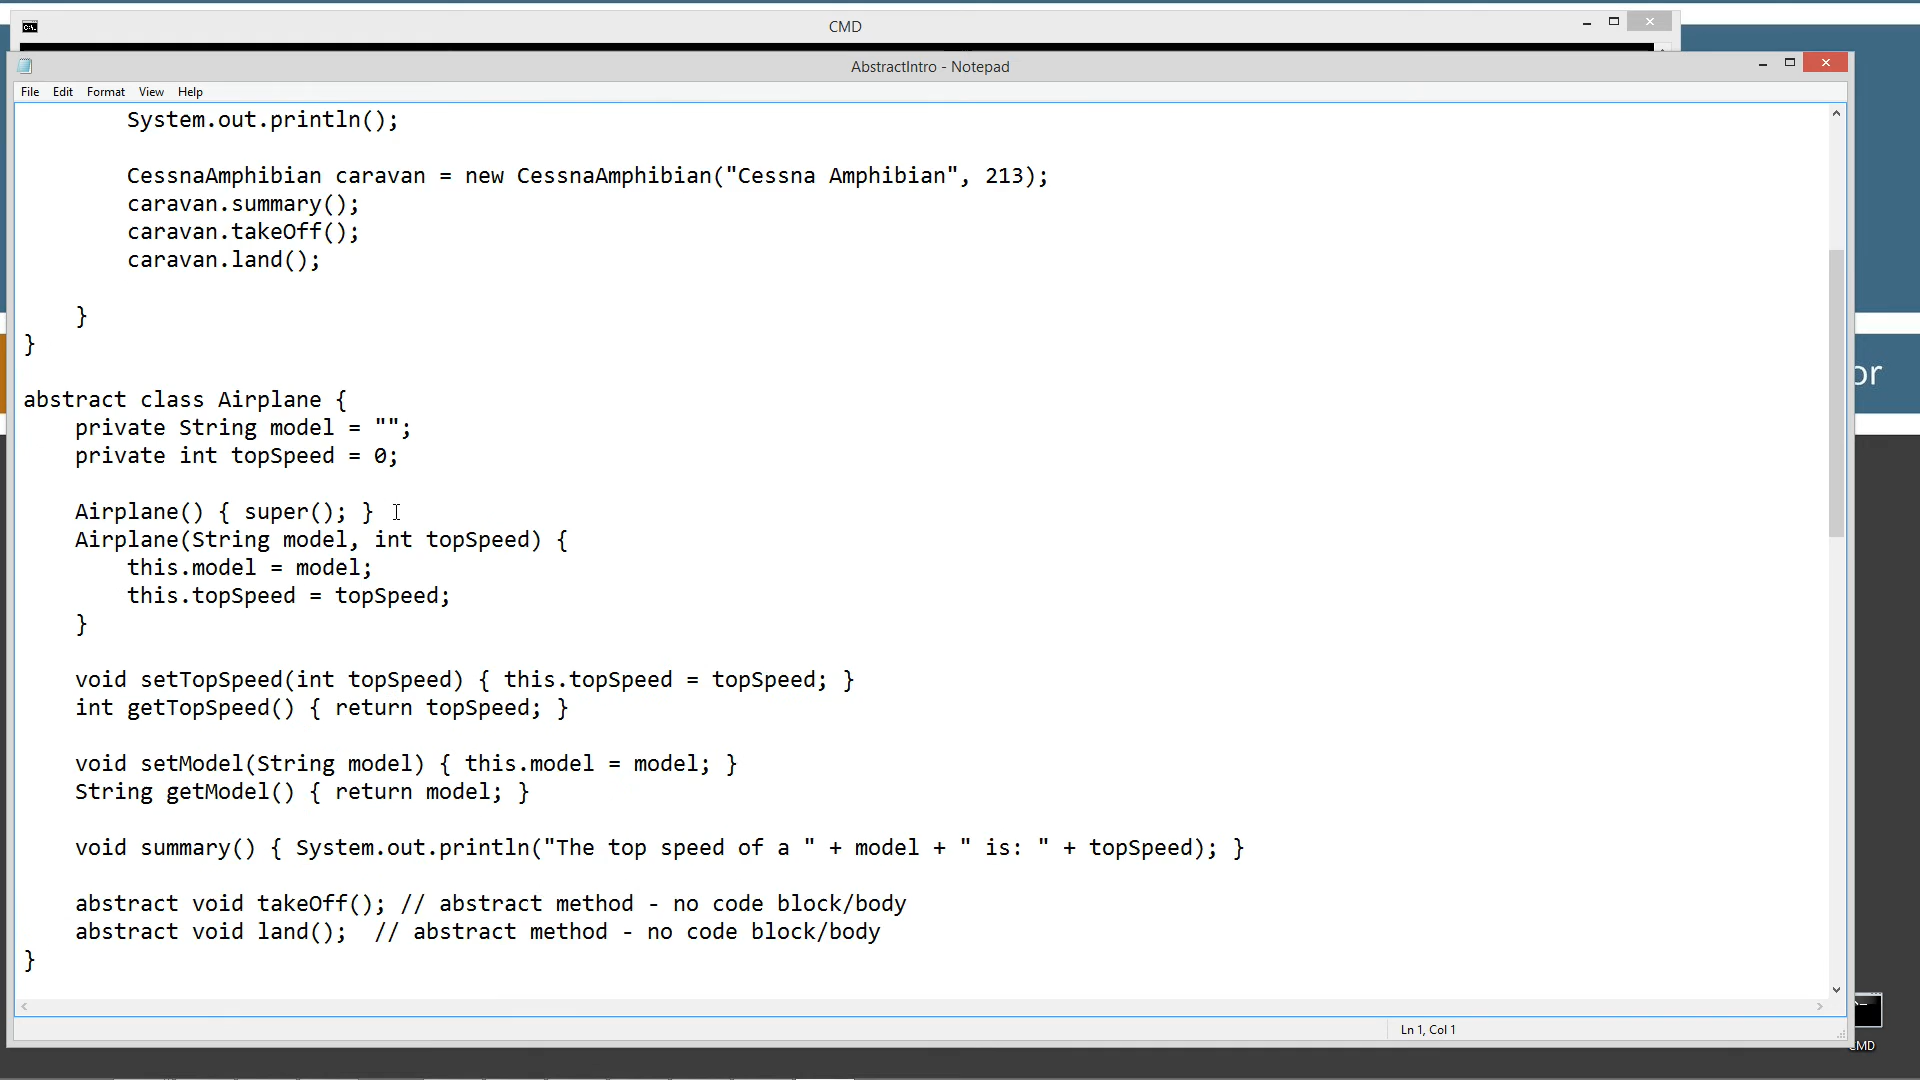 CMD
AbstractIntro - Notepad
File Edit Format View Help
System.out.println();
CessnaAmphibian caravan = new CessnaAmphibian("Cessna Amphibian", 213);
caravan.summary();
caravan.takeOff();
caravan.land();
}
}
abstract class Airplane {
private String model = "";
private int topSpeed = 0;
Airplane() { super(); }
Airplane(String model, int topSpeed) {
this.model = model;
this.topSpeed = topSpeed;
}
void setTopSpeed(int topSpeed) { this.topSpeed = topSpeed; }
int getTopSpeed() { return topSpeed; }
void setModel(String model) { this.model = model; }
String getModel() { return model; }
void summary() { System.out.println("The top speed of a " + model + " is: " + topSpeed); }
abstract void takeOff(); // abstract method - no code block/body
abstract void land();  // abstract method - no code block/body
}
Ln 1, Col 1
CMD